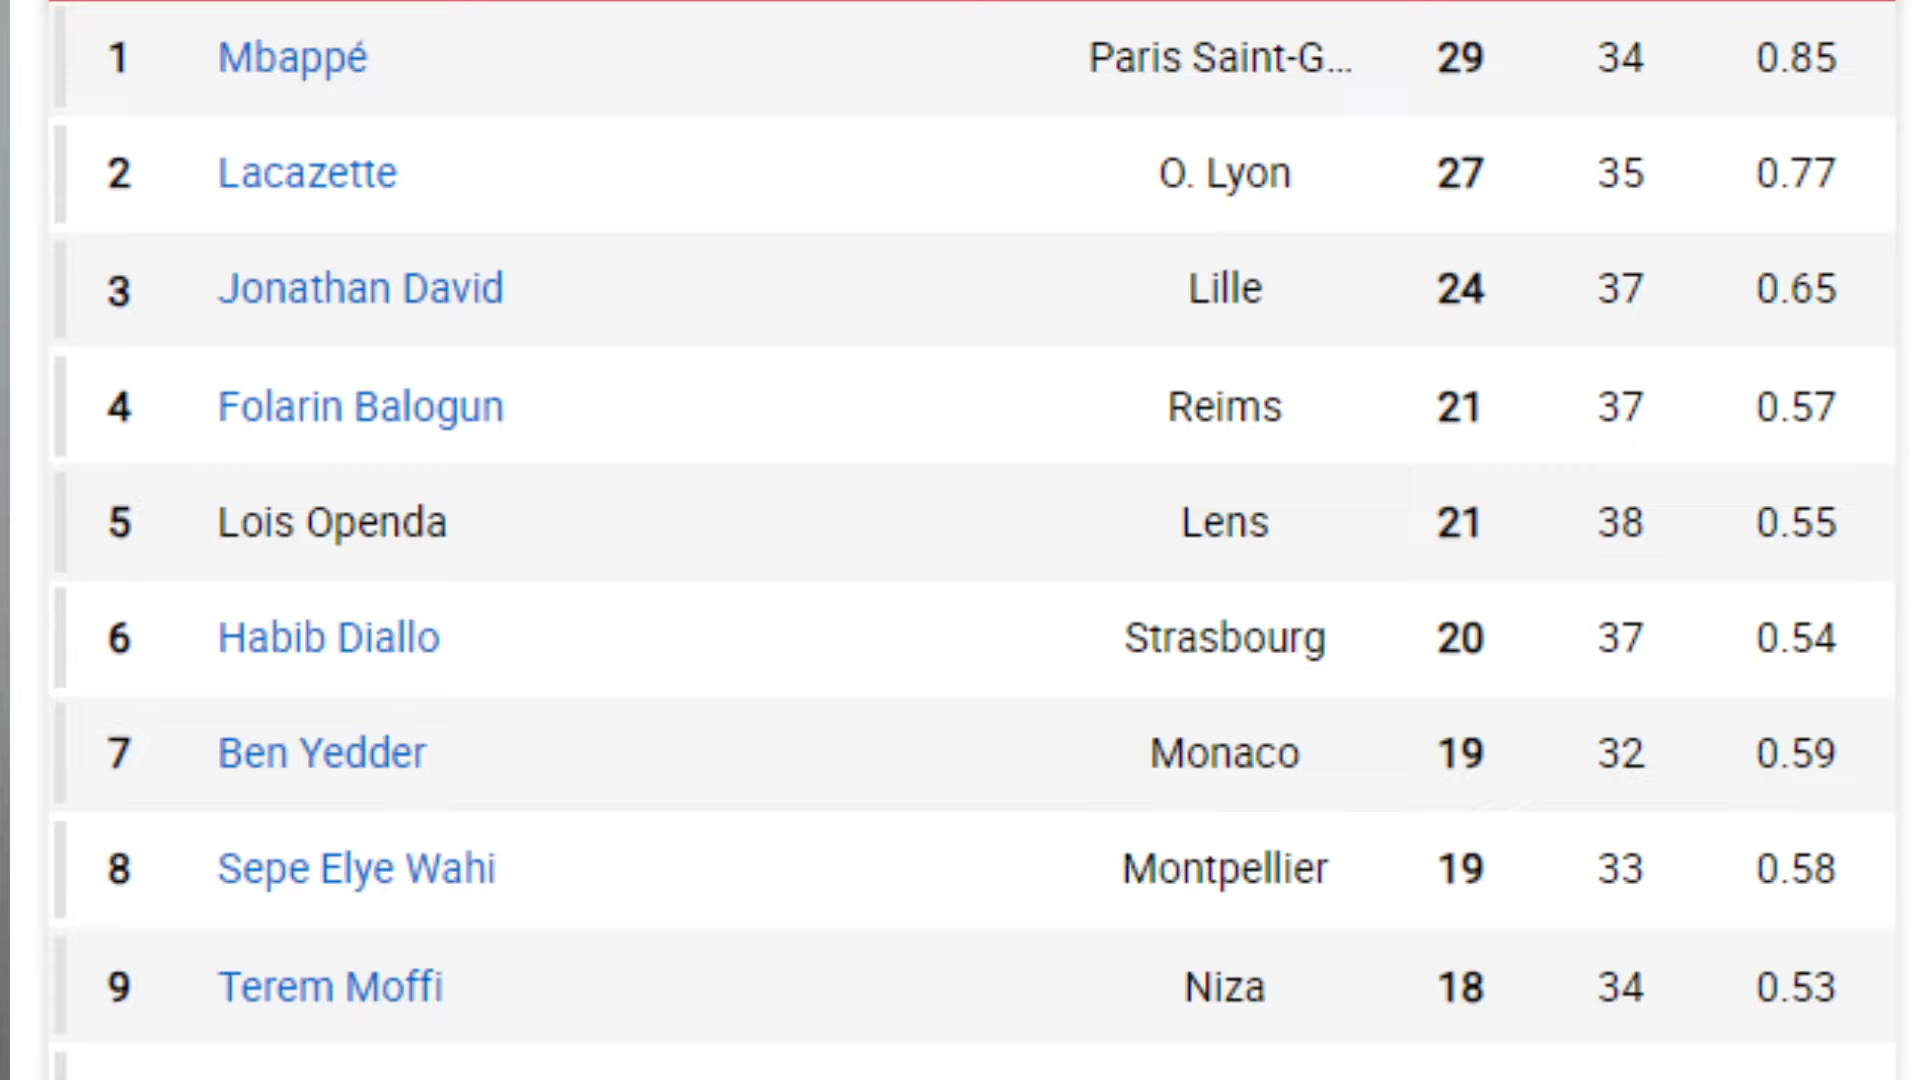 1 Mbappé Paris Saint-G... 29 34 0.85
2 Lacazette O. Lyon 27 35 0.77
3 Jonathan David Lille 24 37 0.65
4 Folarin Balogun Reims 21 37 0.57
5 Lois Openda Lens 21 38 0.55
6 Habib Diallo Strasbourg 20 37 0.54
7 Ben Yedder Monaco 19 32 0.59
8 Sepe Elye Wahi Montpellier 19 33 0.58
9 Terem Moffi Niza 18 34 0.53